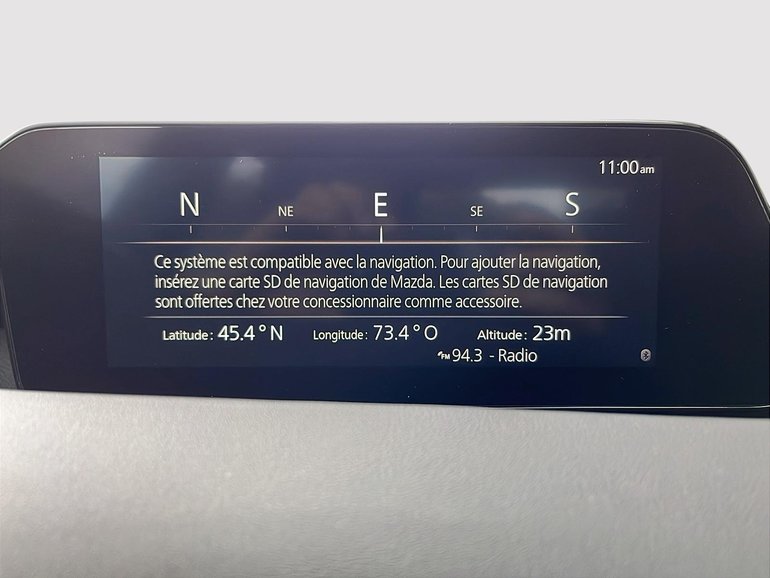 11:00am
N NE E SE S
Ce système est compatible avec la navigation. Pour ajouter la navigation,
insérez une carte SD de navigation de Mazda. Les cartes SD de navigation
sont offertes chez votre concessionnaire comme accessoire.
Latitude: 45.4°N Longitude: 73.4°O Altitude: 23m
FM 94.3 - Radio